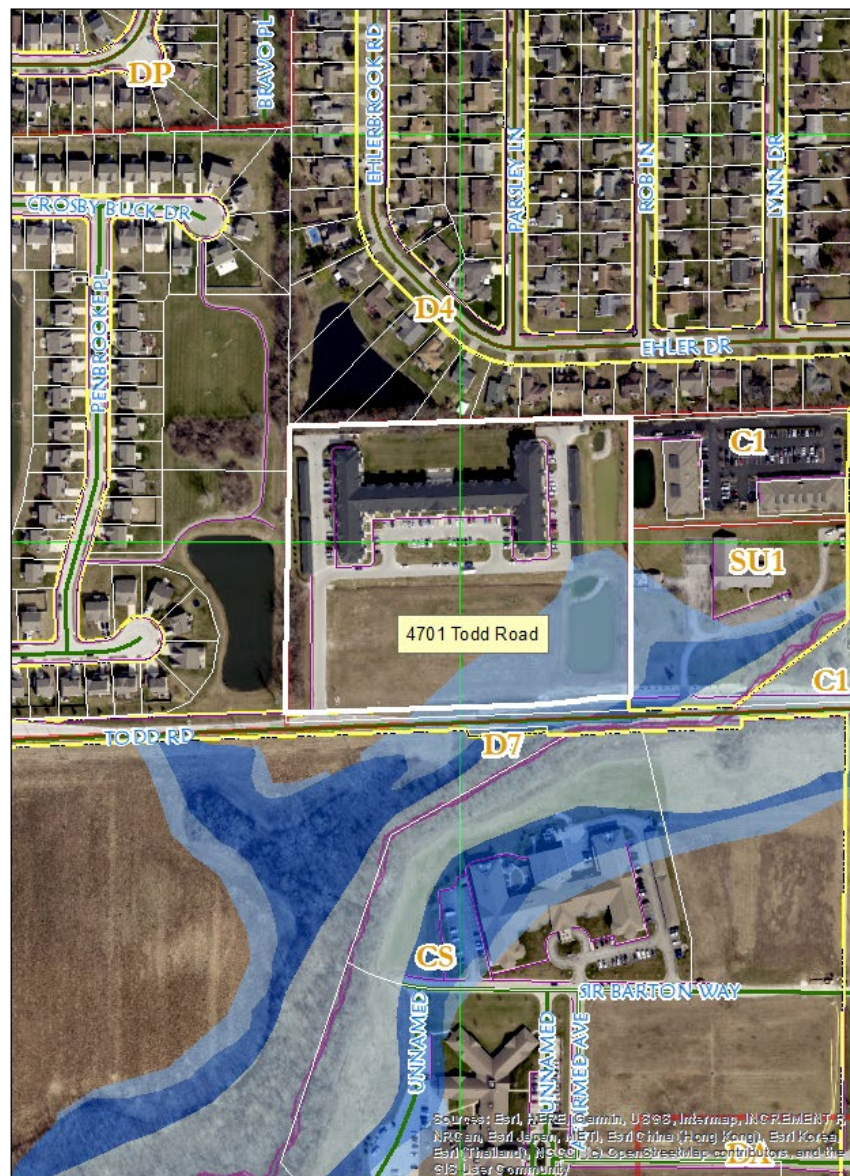 DP
BRAVO PL
EHLERBROOK RD
PARSLEY LN
ROB LN
LYNN DR
CROSBY BUCK DR
PENBROOKE PL
D4
EHLER DR
C1
SU1
4701 Todd Road
C1
TODD RD
D7
CS
SIR BARTON WAY
UNNAMED
UNNAMED
AFFIRMED AVE
Sources: Esri, HERE, Garmin, USGS, Intermap, INCREMENT P,
NRCan, Esri Japan, METI, Esri China (Hong Kong), Esri Korea,
Esri (Thailand), NGCC, (c) OpenStreetMap contributors, and the
GIS User Community
DA